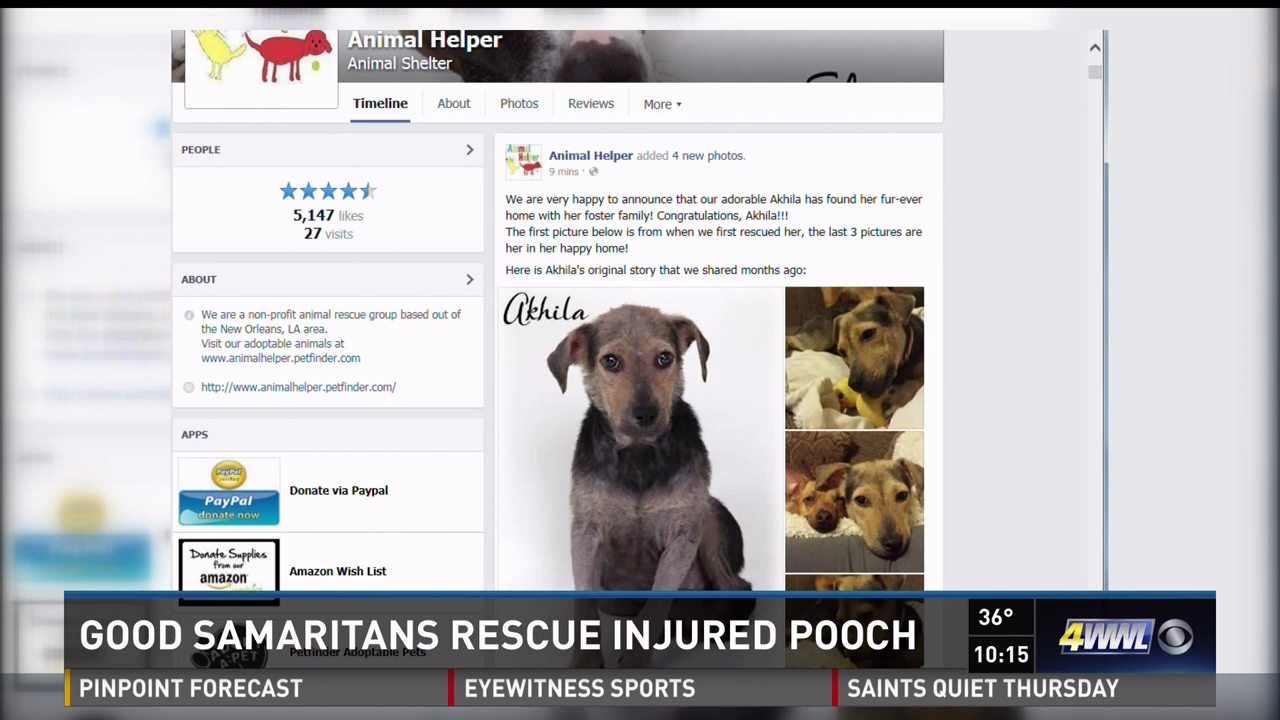 Animal Helper
Animal Shelter
Timeline
About
Photos
Reviews
More
PEOPLE
5,147 likes
27 visits
ABOUT
We are a non-profit animal rescue group based out of
the New Orleans, LA area.
Visit our adoptable animals at
www.animalhelper.petfinder.com
http://www.animalhelper.petfinder.com/
APPS
PayPal
verified
PayPal
donate now
Donate via Paypal
Donate Supplies
from our
amazon
Amazon Wish List
Petfinder Adoptable Pets
Animal
Helper
Animal Helper added 4 new photos.
9 mins ·
We are very happy to announce that our adorable Akhila has found her fur-ever
home with her foster family! Congratulations, Akhila!!!
The first picture below is from when we first rescued her, the last 3 pictures are
her in her happy home!
Here is Akhila's original story that we shared months ago:
Akhila
GOOD SAMARITANS RESCUE INJURED POOCH
36°
10:15
4WWL
PINPOINT FORECAST
EYEWITNESS SPORTS
SAINTS QUIET THURSDAY